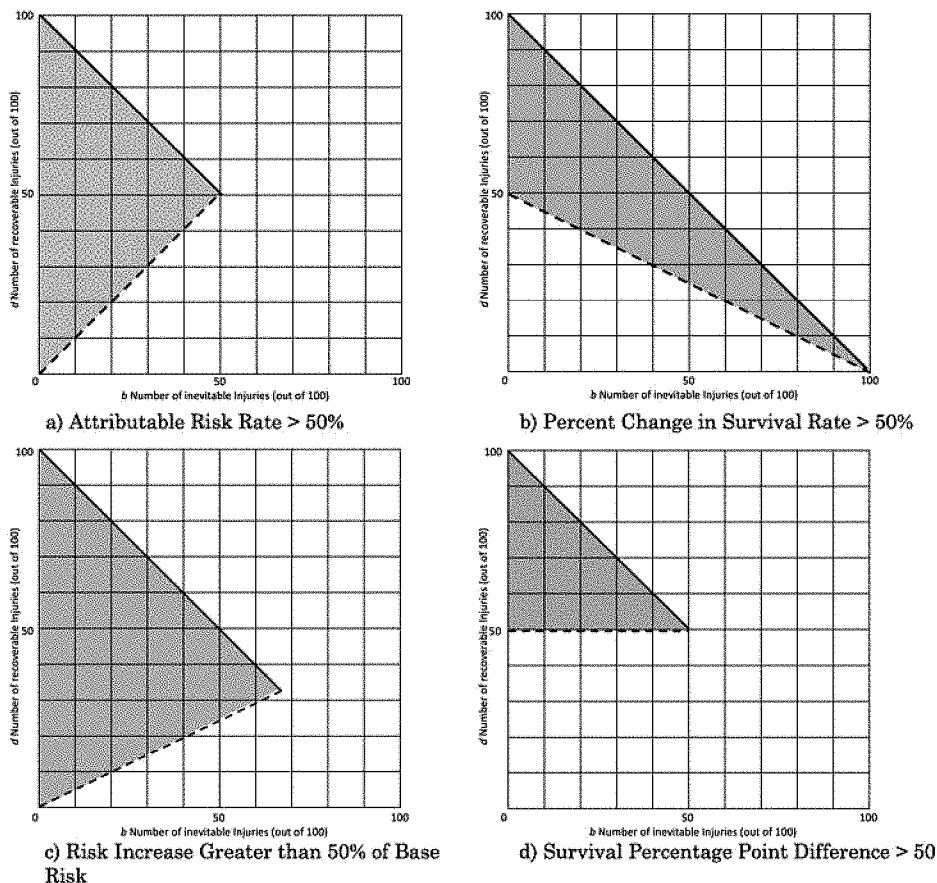 100
50
0
50
100
d Number of recoverable Injuries (out of 100)
b Number of inevitable Injuries (out of 100)
a) Attributable Risk Rate > 50%
100
50
0
50
100
d Number of recoverable Injuries (out of 100)
b Number of inevitable Injuries (out of 100)
b) Percent Change in Survival Rate > 50%
100
50
0
50
100
d Number of recoverable Injuries (out of 100)
b Number of inevitable Injuries (out of 100)
c) Risk Increase Greater than 50% of Base
Risk
100
50
0
50
100
d Number of recoverable Injuries (out of 100)
b Number of inevitable Injuries (out of 100)
d) Survival Percentage Point Difference > 50